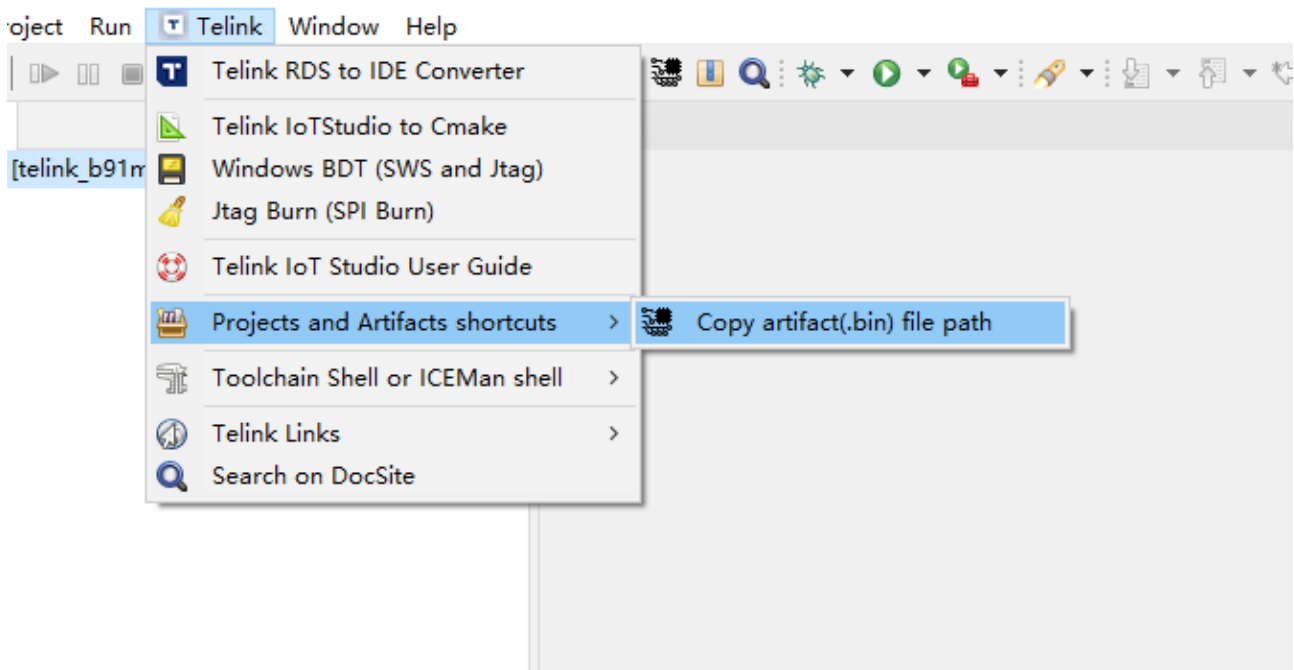 roject Run Telink Window Help
Telink RDS to IDE Converter
Telink IoTStudio to Cmake
[telink_b91m
Windows BDT (SWS and Jtag)
Jtag Burn (SPI Burn)
Telink IoT Studio User Guide
Projects and Artifacts shortcuts
Copy artifact(.bin) file path
Toolchain Shell or ICEMan shell
Telink Links
Search on DocSite